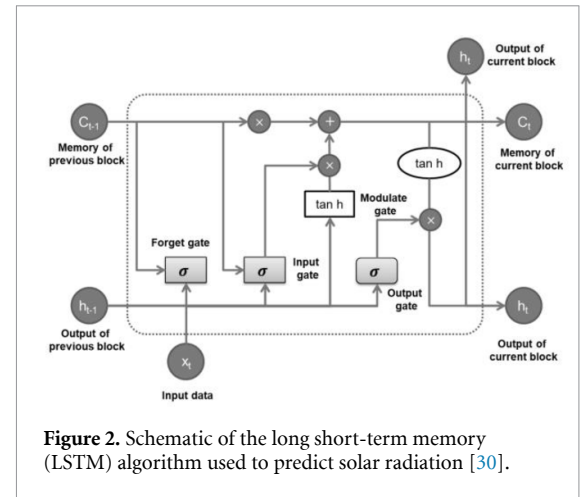 hₜ
Output of
current block
Cₜ₋₁
×
+
Cₜ
Memory of
previous block
Memory of
current block
×
tan h
tan h
Modulate
gate
×
Forget gate
σ
σ
Input
gate
σ
Output
gate
hₜ₋₁
hₜ
Output of
previous block
Output of
current block
xₜ
Input data
Figure 2. Schematic of the long short-term memory
(LSTM) algorithm used to predict solar radiation [30].